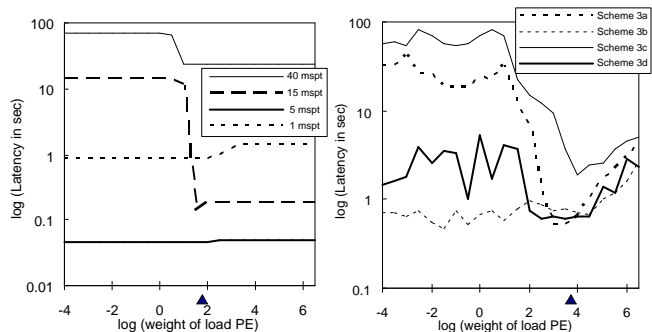 log (Latency in sec)
100
10
1
0.1
0.01
-4 -2 0 2 4 6
log (weight of load PE)
40 mspt
15 mspt
5 mspt
1 mspt
log (Latency in sec)
100
10
1
0.1
-4 -2 0 2 4 6
log (weight of load PE)
Scheme 3a
Scheme 3b
Scheme 3c
Scheme 3d